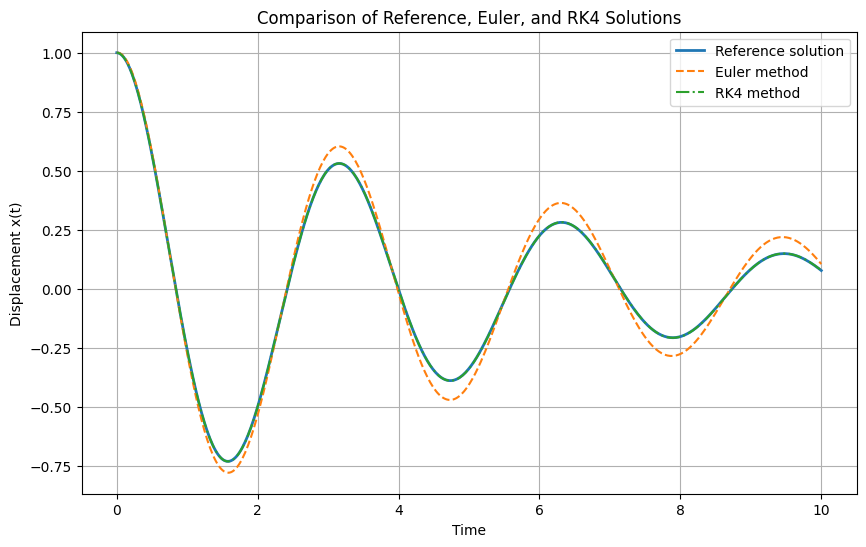 Comparison of Reference, Euler, and RK4 Solutions
Reference solution
Euler method
RK4 method
Displacement x(t)
1.00
0.75
0.50
0.25
0.00
−0.25
−0.50
−0.75
0 2 4 6 8 10
Time